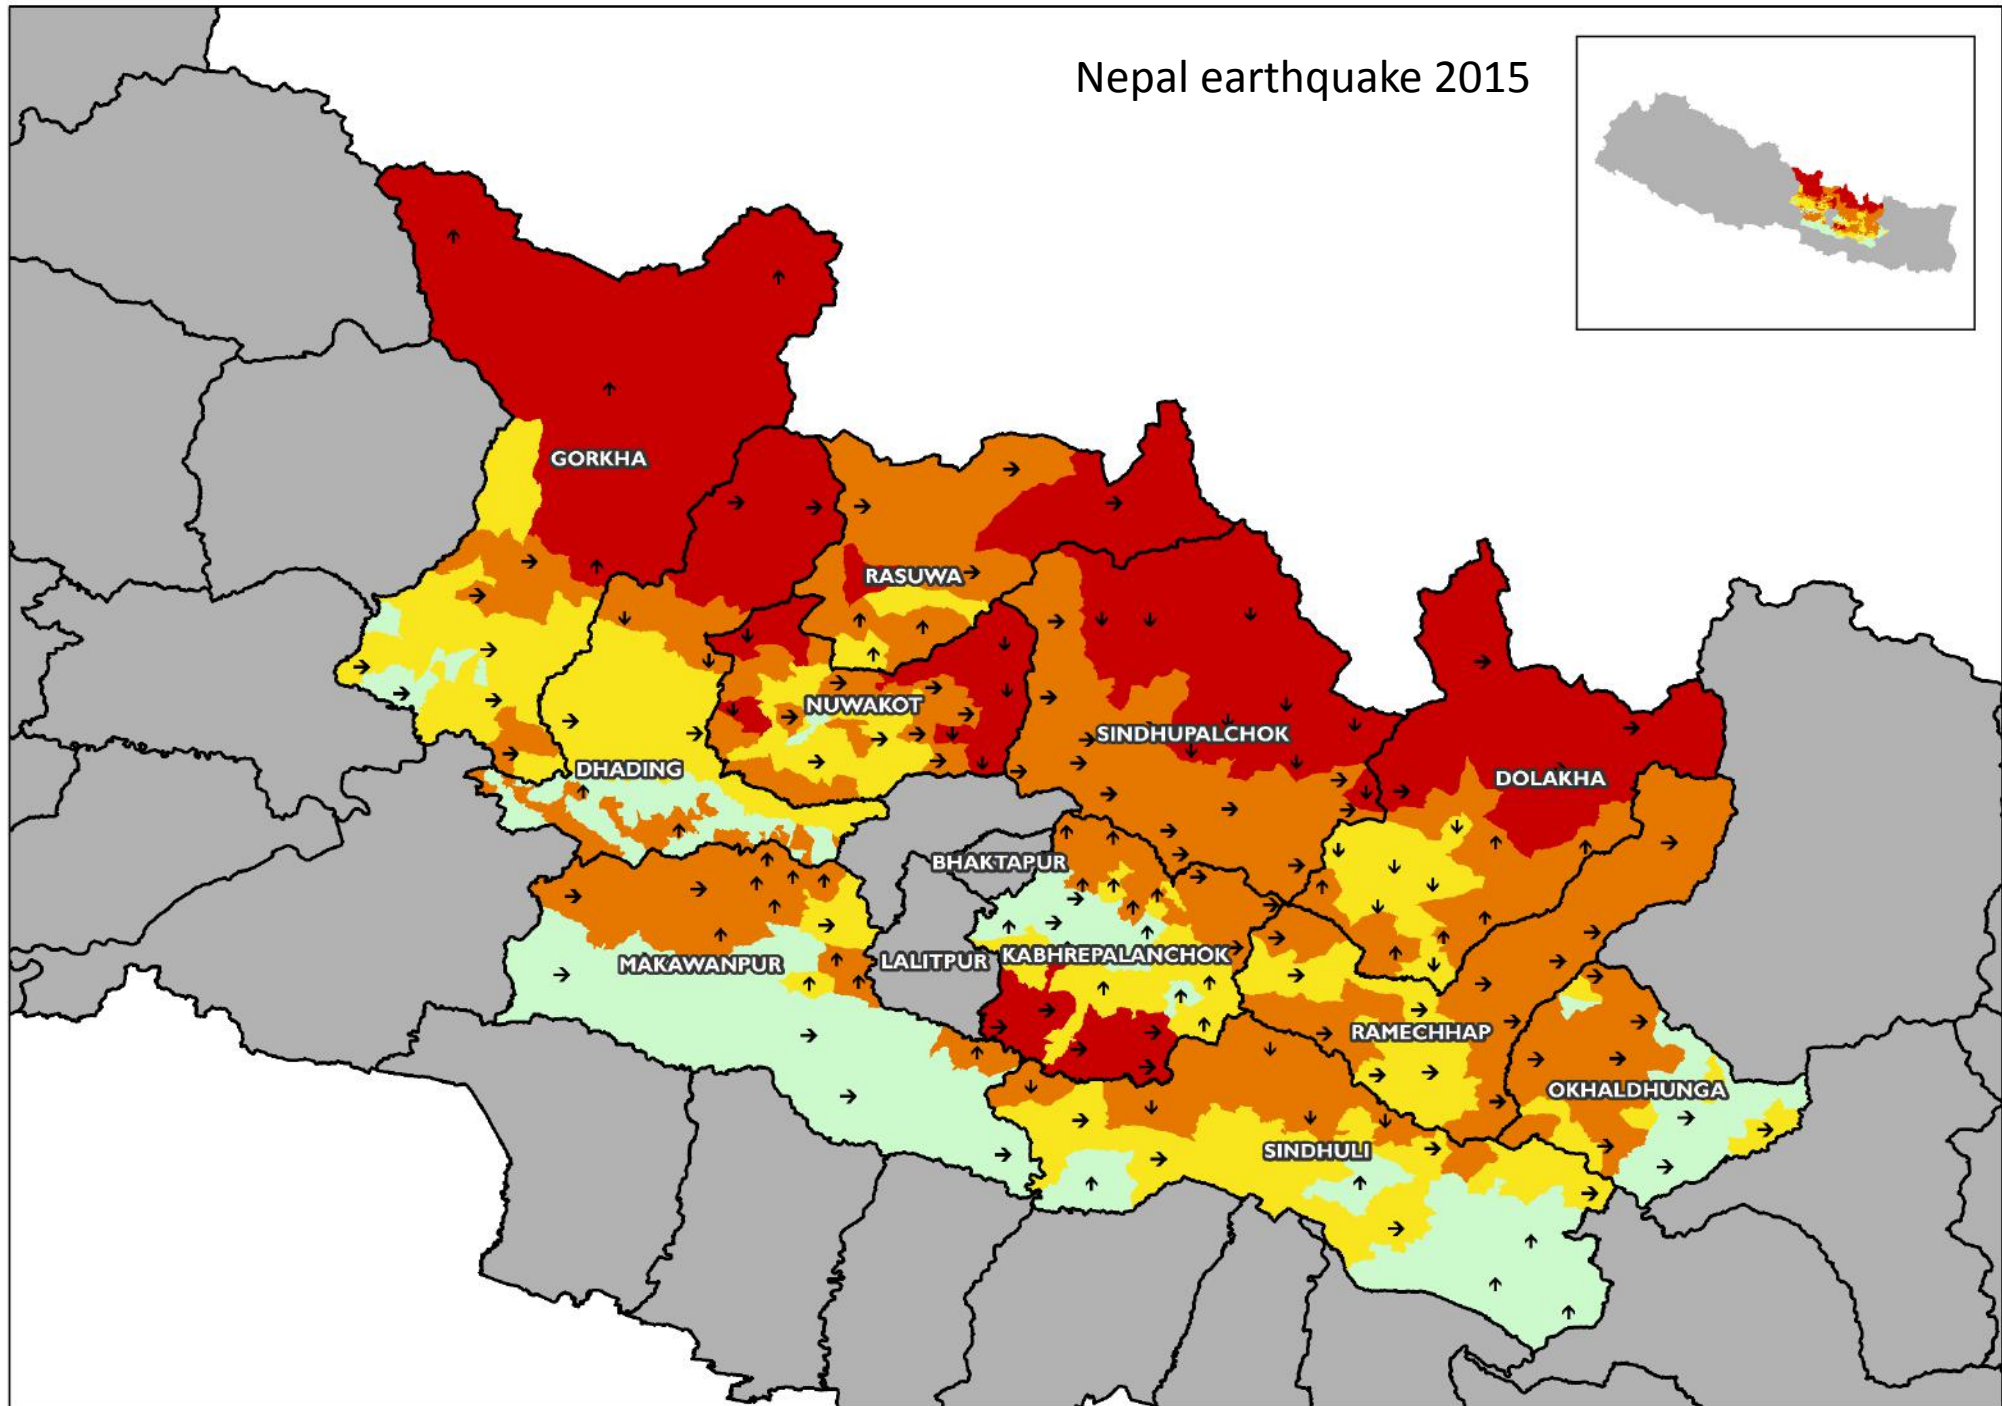 Nepal earthquake 2015
GORKHA
RASUWA
NUWAKOT
SINDHUPALCHOK
DHADING
DOLAKHA
BHAKTAPUR
MAKAWANPUR
LALITPUR
KABHREPALANCHOK
RAMECHHAP
OKHALDHUNGA
SINDHULI